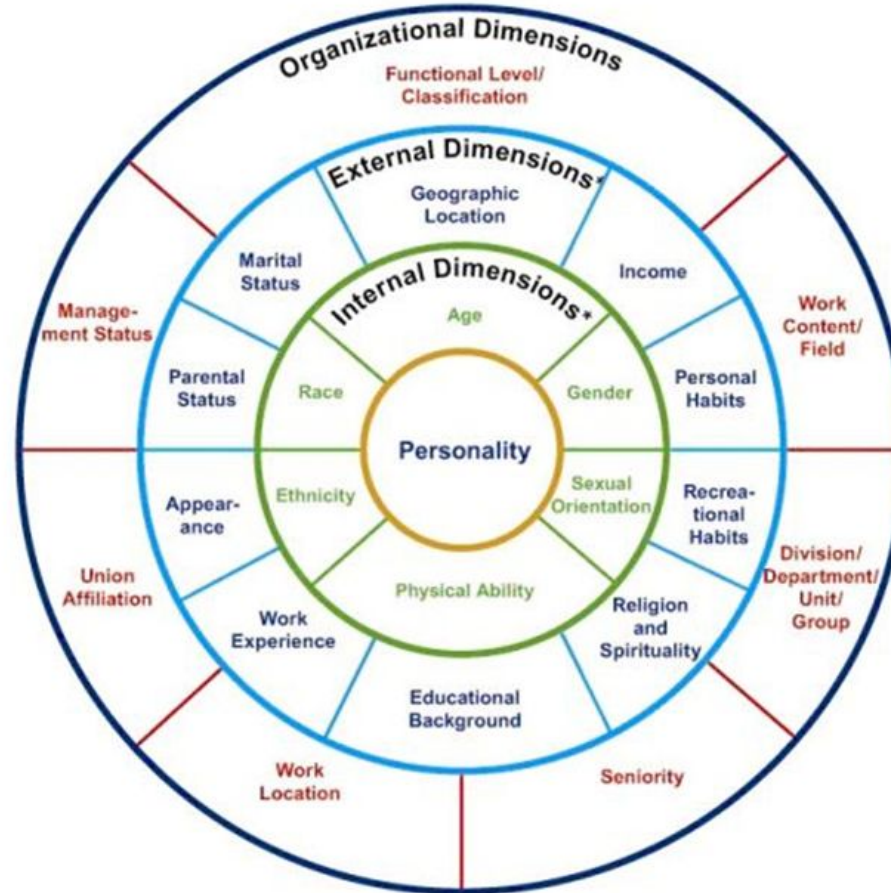 Organizational Dimensions
Functional Level/
Classification
External Dimensions*
Geographic
Location
Marital
Status
Income
Internal Dimensions*
Age
Manage-
ment Status
Work
Content/
Field
Parental
Status
Race
Gender
Personal
Habits
Personality
Appear-
ance
Ethnicity
Sexual
Orientation
Recrea-
tional
Habits
Union
Affiliation
Division/
Department/
Unit/
Group
Physical Ability
Work
Experience
Religion
and
Spirituality
Educational
Background
Work
Location
Seniority